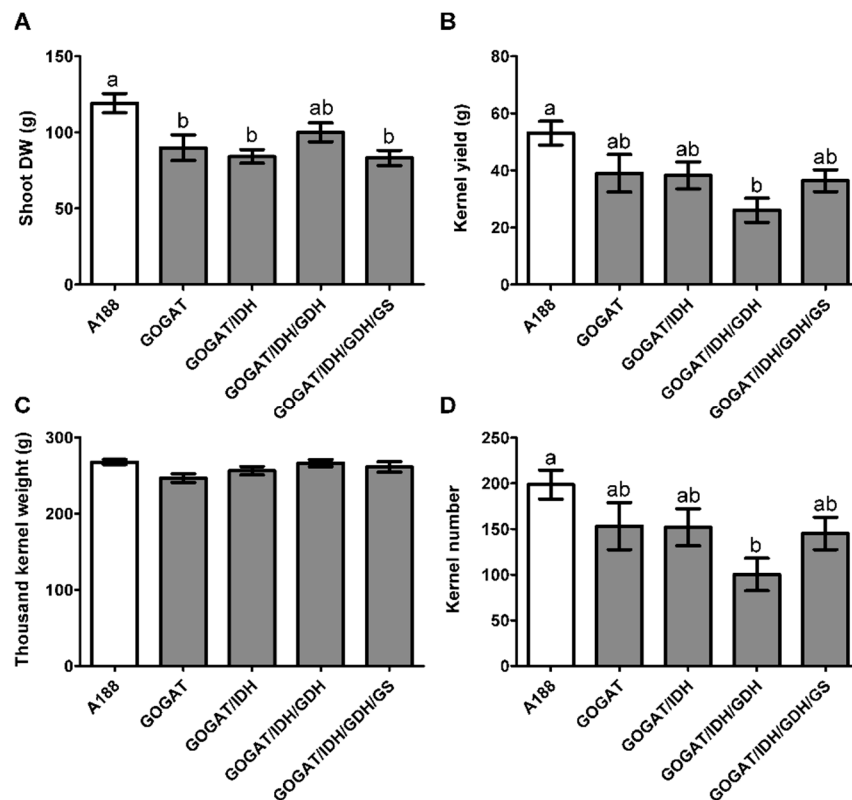 A
Shoot DW (g)
150
100
50
0
a
b
b
ab
b
A188
GOGAT
GOGAT/IDH
GOGAT/IDH/GDH
GOGAT/IDH/GDH/GS
B
Kernel yield (g)
80
60
40
20
0
a
ab
ab
b
ab
A188
GOGAT
GOGAT/IDH
GOGAT/IDH/GDH
GOGAT/IDH/GDH/GS
C
Thousand kernel weight (g)
300
200
100
0
A188
GOGAT
GOGAT/IDH
GOGAT/IDH/GDH
GOGAT/IDH/GDH/GS
D
Kernel number
250
200
150
100
50
0
a
ab
ab
b
ab
A188
GOGAT
GOGAT/IDH
GOGAT/IDH/GDH
GOGAT/IDH/GDH/GS